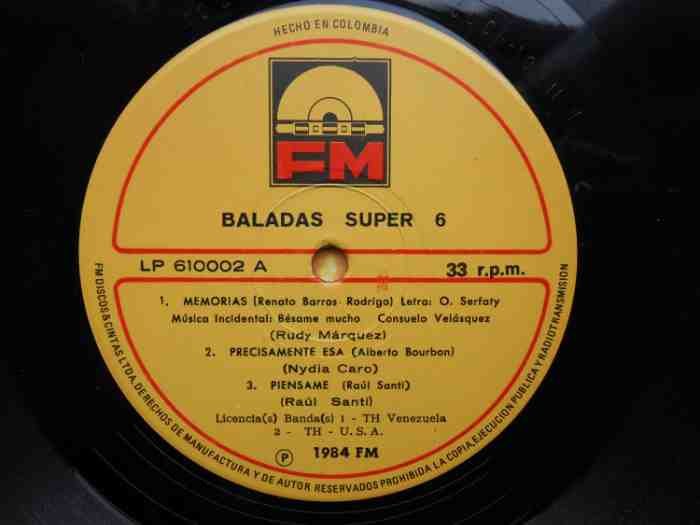 HECHO EN COLOMBIA
FM
BALADAS SUPER 6
LP 610002 A
33 r.p.m.
1. MEMORIAS (Renato Barros - Rodrigo) Letra: O. Serfaty
Música Incidental: Bésame mucho Consuelo Velásquez
(Rudy Márquez)
2. PRECISAMENTE ESA (Alberto Bourbon)
(Nydia Caro)
3. PIENSAME (Raúl Santi)
(Raúl Santi)
Licencia(s) Banda(s) 1 - TH Venezuela
2 - TH - U.S.A.
P 1984 FM
FM DISCOS & CINTAS LTDA. DERECHOS DE MANUFACTURA Y DE AUTOR RESERVADOS PROHIBIDA LA COPIA, EJECUCION PUBLICA Y RADIOTRANSMISION